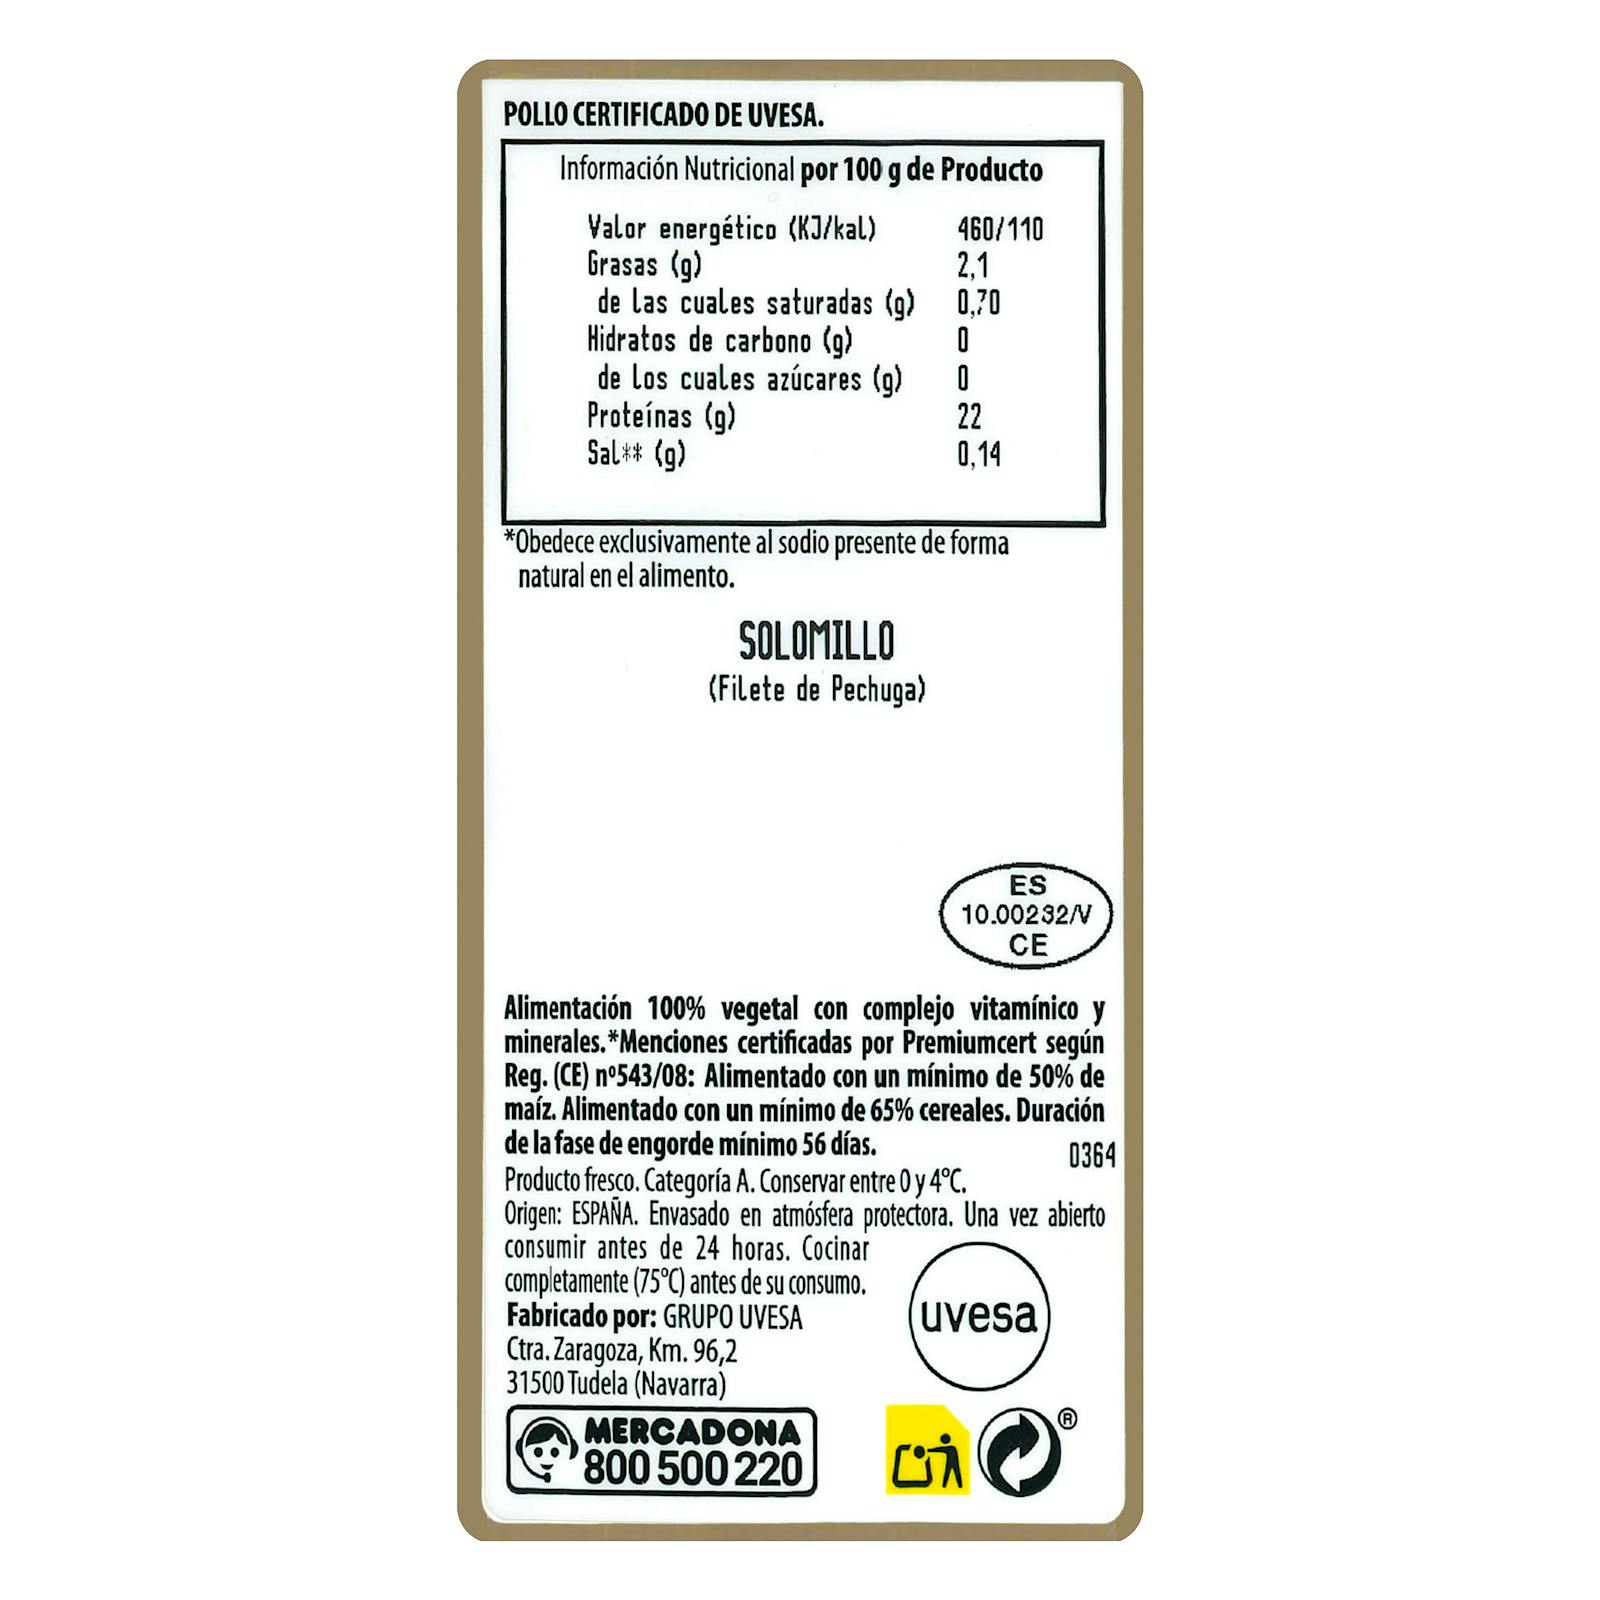 POLLO CERTIFICADO DE UVESA.
Información Nutricional por 100 g de Producto
Valor energético (KJ/kal) 460/110
Grasas (g) 2,1
de las cuales saturadas (g) 0,70
Hidratos de carbono (g) 0
de los cuales azúcares (g) 0
Proteínas (g) 22
Sal** (g) 0,14
*Obedece exclusivamente al sodio presente de forma
natural en el alimento.
SOLOMILLO
(Filete de Pechuga)
ES
10.00232/V
CE
Alimentación 100% vegetal con complejo vitamínico y
minerales.*Menciones certificadas por Premiumcert según
Reg. (CE) nº543/08: Alimentado con un mínimo de 50% de
maíz. Alimentado con un mínimo de 65% cereales. Duración
de la fase de engorde mínimo 56 días.
0364
Producto fresco. Categoría A. Conservar entre 0 y 4ºC.
Origen: ESPAÑA. Envasado en atmósfera protectora. Una vez abierto
consumir antes de 24 horas. Cocinar
completamente (75ºC) antes de su consumo.
Fabricado por: GRUPO UVESA
Ctra. Zaragoza, Km. 96,2
31500 Tudela (Navarra)
uvesa
MERCADONA
800 500 220
®